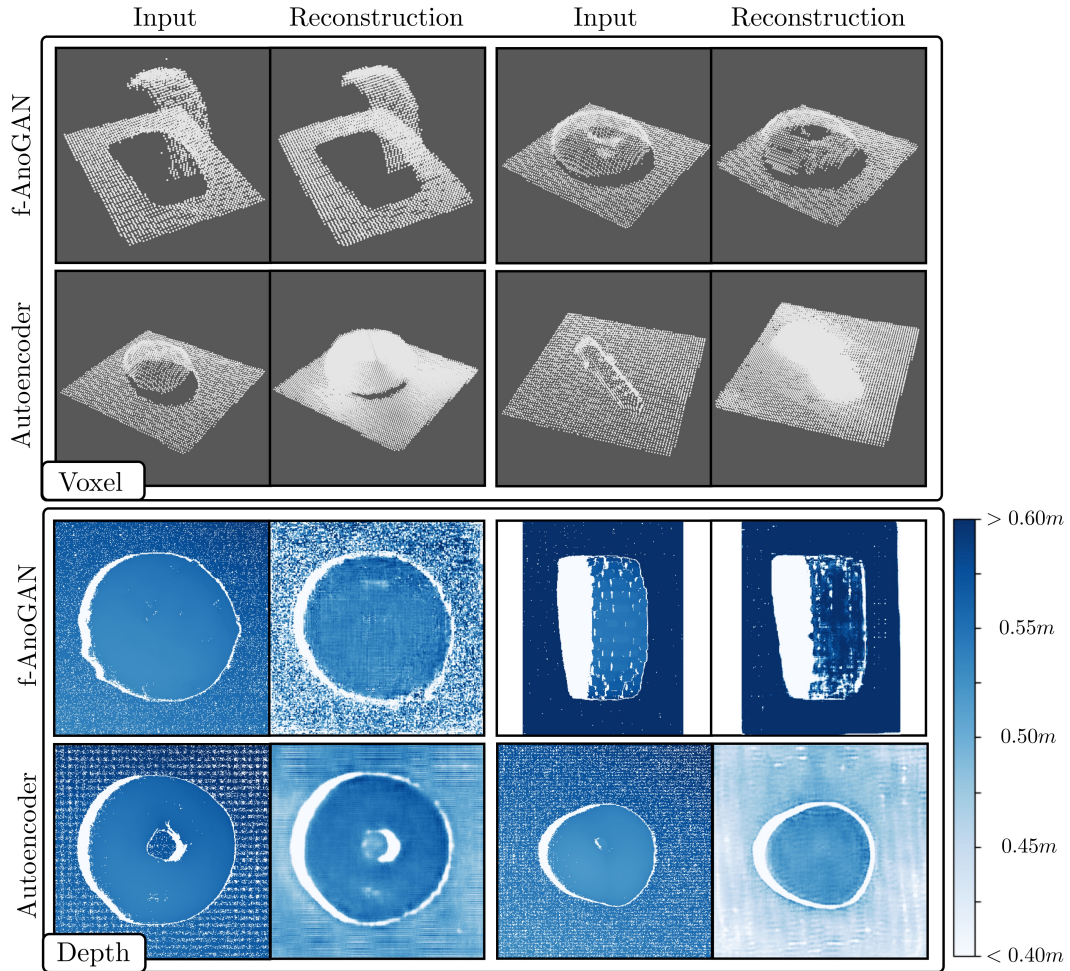 Input Reconstruction Input Reconstruction
f-AnoGAN
Autoencoder
Voxel
f-AnoGAN
Autoencoder
Depth
> 0.60m
0.55m
0.50m
0.45m
< 0.40m